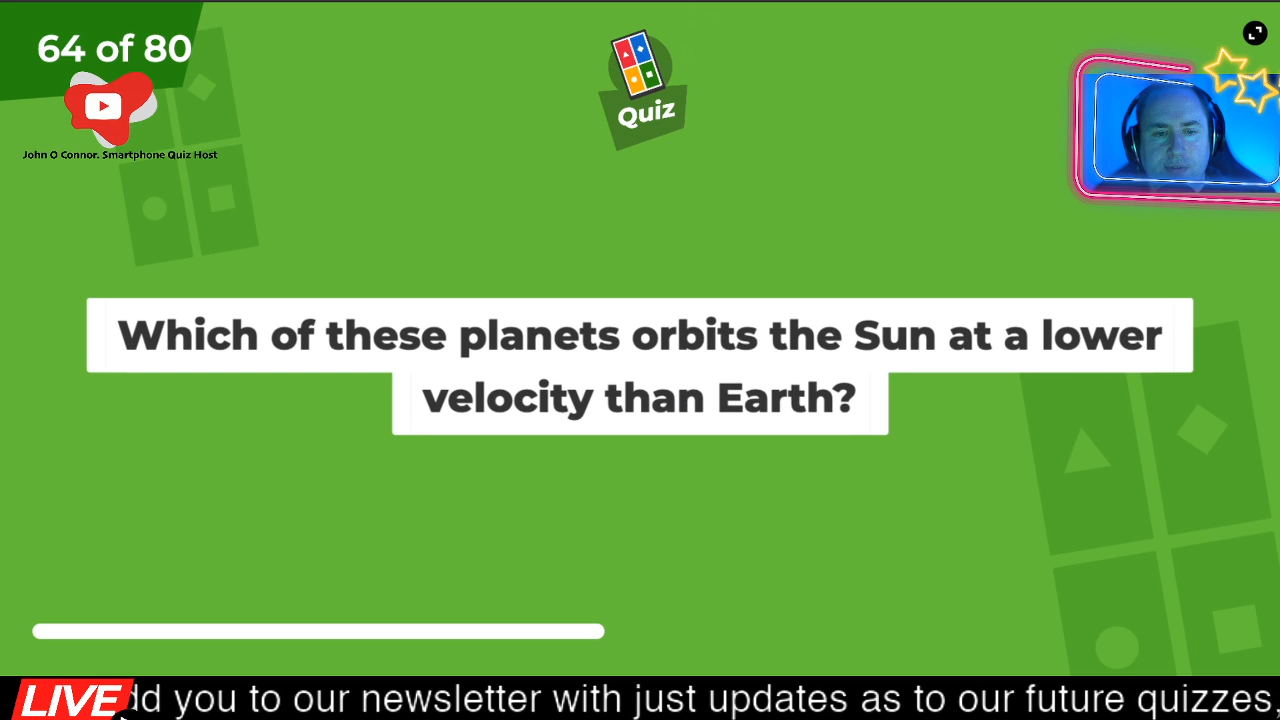 64 of 80
Quiz
John O Connor. Smartphone Quiz Host
Which of these planets orbits the Sun at a lower
velocity than Earth?
LIVE
dd you to our newsletter with just updates as to our future quizzes.